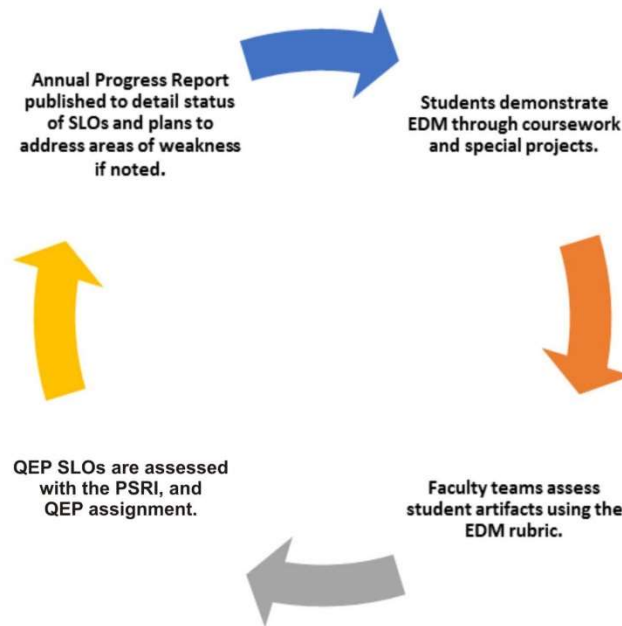 Annual Progress Report
published to detail status
of SLOs and plans to
address areas of weakness
if noted.
Students demonstrate
EDM through coursework
and special projects.
QEP SLOs are assessed
with the PSRI, and
QEP assignment.
Faculty teams assess
student artifacts using the
EDM rubric.